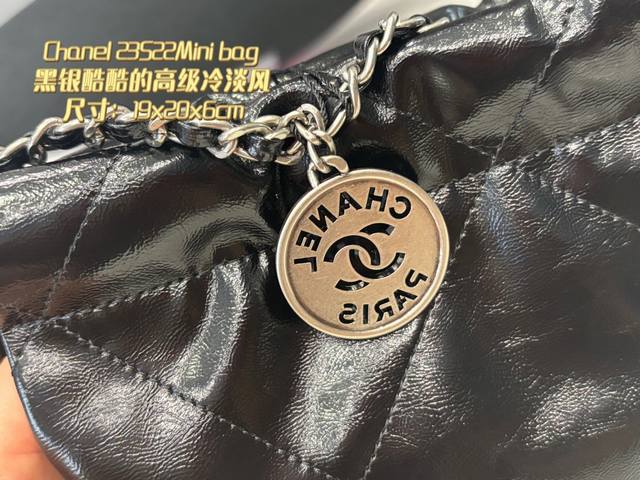 Chanel 23S22Mini bag
黑银酷酷的高级冷淡风
尺寸：19x20x6cm
CHANEL
PARIS